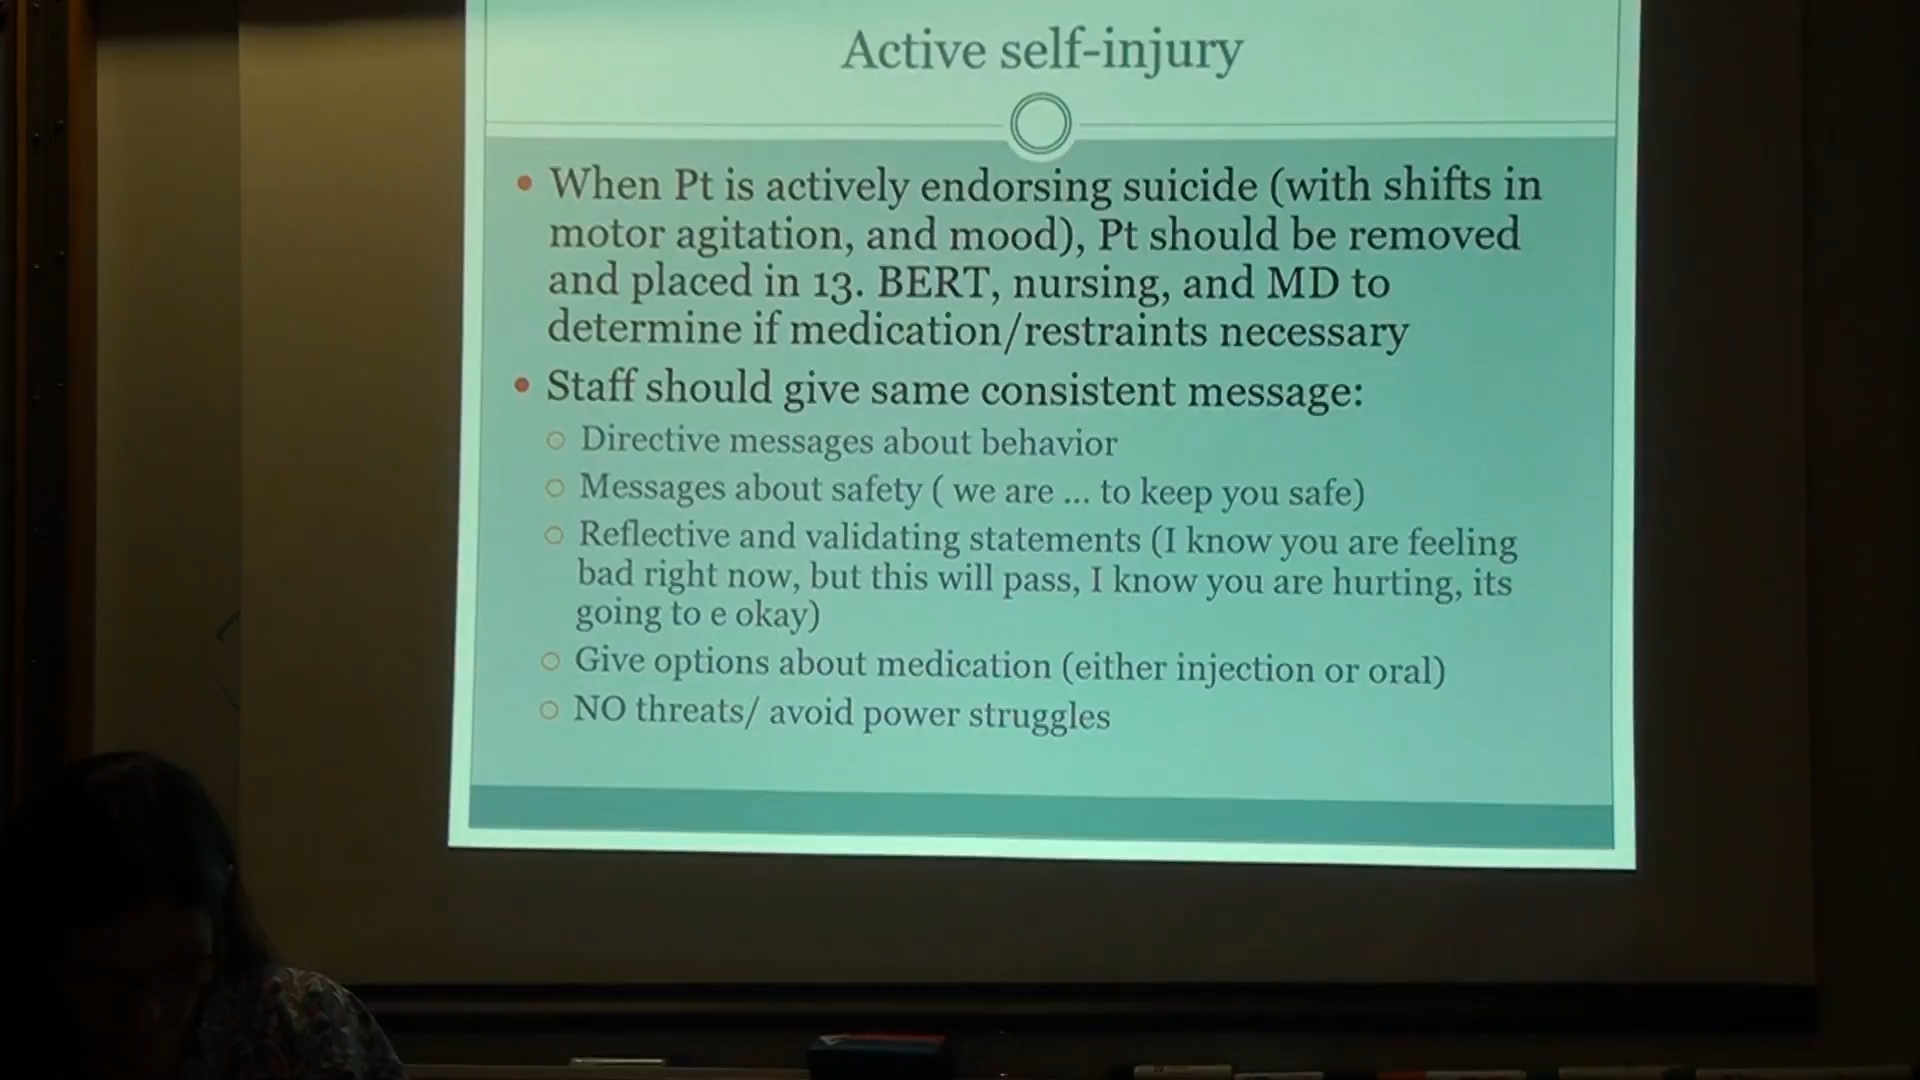 Active self-injury
• When Pt is actively endorsing suicide (with shifts in
motor agitation, and mood), Pt should be removed
and placed in 13. BERT, nursing, and MD to
determine if medication/restraints necessary
• Staff should give same consistent message:
○ Directive messages about behavior
○ Messages about safety ( we are ... to keep you safe)
○ Reflective and validating statements (I know you are feeling
bad right now, but this will pass, I know you are hurting, its
going to e okay)
○ Give options about medication (either injection or oral)
○ NO threats/ avoid power struggles